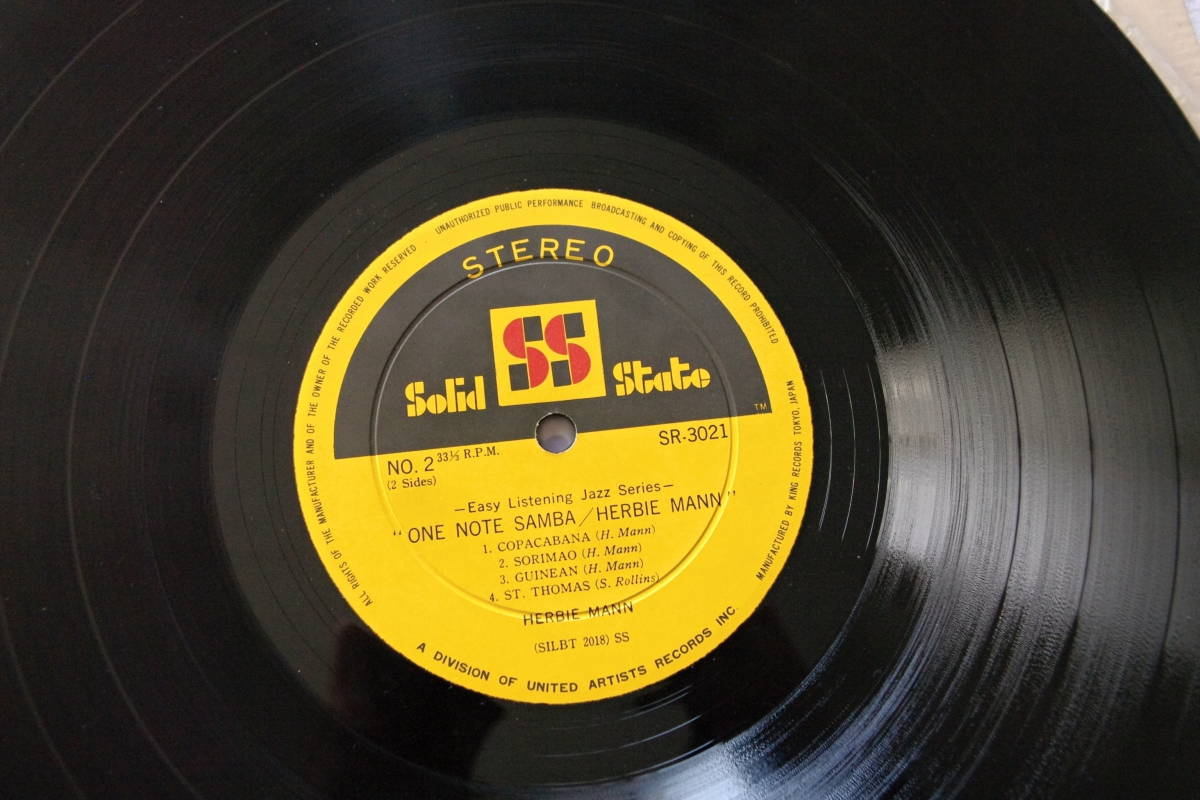 ALL RIGHTS OF THE MANUFACTURER AND OF THE OWNER OF THE RECORDED WORK RESERVED UNAUTHORIZED PUBLIC PERFORMANCE BROADCASTING AND COPYING OF THIS RECORD PROHIBITED
STEREO
SS
Solid State
TM
NO. 2 33⅓ R.P.M. SR-3021
(2 Sides)
—Easy Listening Jazz Series—
"ONE NOTE SAMBA/HERBIE MANN"
1. COPACABANA (H. Mann)
2. SORIMAO (H. Mann)
3. GUINEAN (H. Mann)
4. ST. THOMAS (S. Rollins)
HERBIE MANN
(SILBT 2018) SS
A DIVISION OF UNITED ARTISTS RECORDS INC.
MANUFACTURED BY KING RECORDS TOKYO, JAPAN